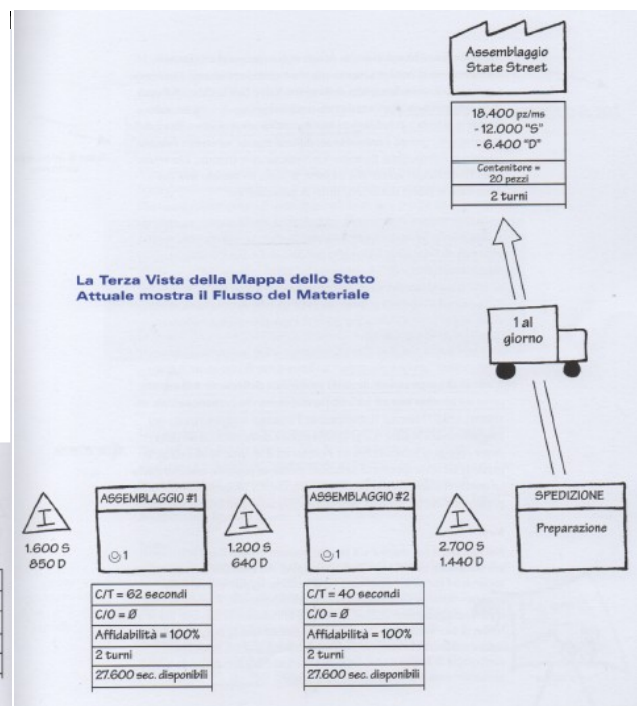 Assemblaggio
State Street
18.400 pz/ms
- 12.000 "S"
- 6.400 "D"
Contenitore =
20 pezzi
2 turni
La Terza Vista della Mappa dello Stato
Attuale mostra il Flusso del Materiale
1 al
giorno
I
1.600 S
850 D
ASSEMBLAGGIO #1
1
C/T = 62 secondi
C/O = Ø
Affidabilità = 100%
2 turni
27.600 sec. disponibili
I
1.200 S
640 D
ASSEMBLAGGIO #2
1
C/T = 40 secondi
C/O = Ø
Affidabilità = 100%
2 turni
27.600 sec. disponibili
I
2.700 S
1.440 D
SPEDIZIONE
Preparazione